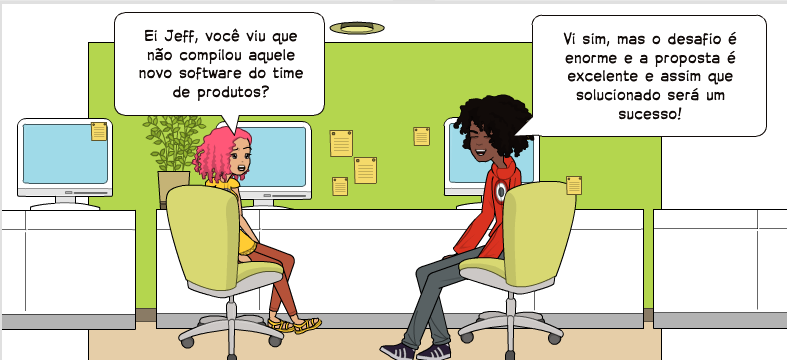 Ei Jeff, você viu que
não compilou aquele
novo software do time
de produtos?
Vi sim, mas o desafio é
enorme e a proposta é
excelente e assim que
solucionado será um
sucesso!